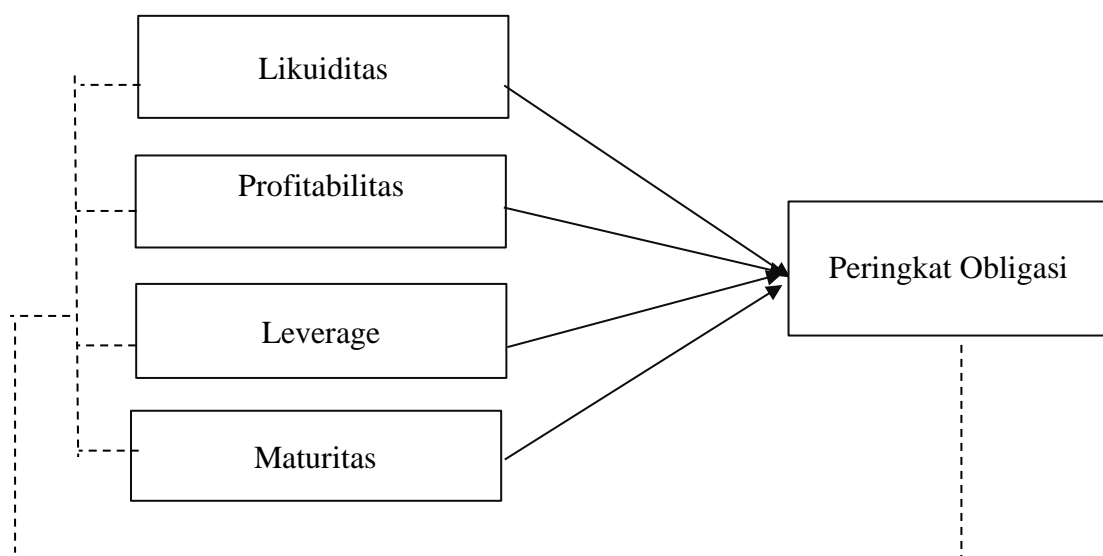 Likuiditas
Profitabilitas
Leverage
Maturitas
Peringkat Obligasi